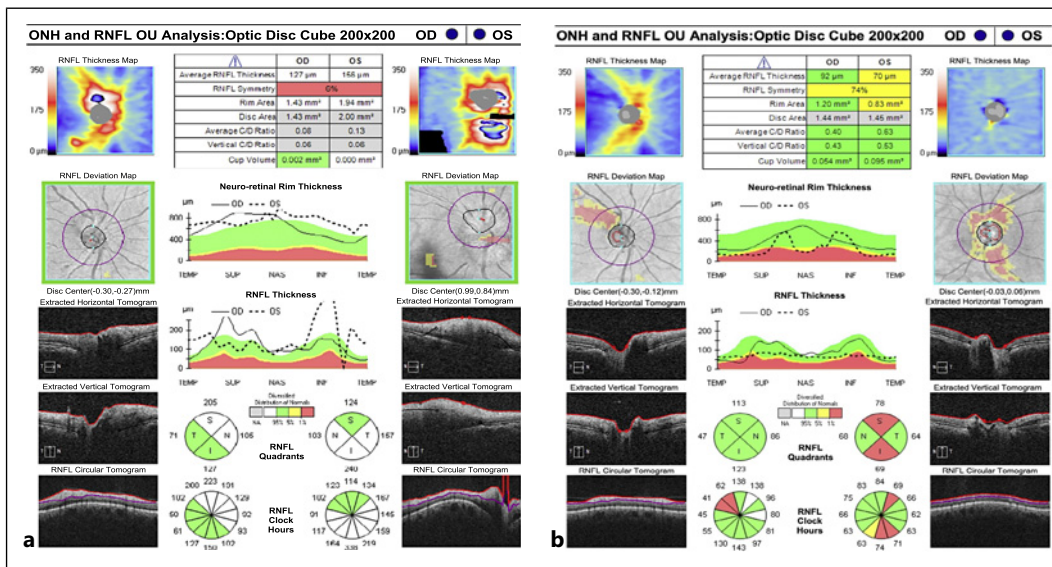 ONH and RNFL OU Analysis:Optic Disc Cube 200x200 OD OS
RNFL Thickness Map
350
175
0 µm
OD OS
Average RNFL Thickness 127 µm 156 µm
RNFL Symmetry 0%
Rim Area 1.43 mm² 1.94 mm²
Disc Area 1.43 mm² 2.00 mm²
Average C/D Ratio 0.08 0.13
Vertical C/D Ratio 0.06 0.06
Cup Volume 0.002 mm³ 0.000 mm³
RNFL Thickness Map
350
175
0 µm
RNFL Deviation Map
Disc Center(-0.30,-0.27)mm
Neuro-retinal Rim Thickness
µm OD OS
800
400
0
TEMP SUP NAS INF TEMP
RNFL Deviation Map
Disc Center(0.99,0.84)mm
Extracted Horizontal Tomogram
RNFL Thickness
µm OD OS
200
100
0
TEMP SUP NAS INF TEMP
Extracted Horizontal Tomogram
Extracted Vertical Tomogram
Diversified
Distribution of Normals
NA 95% 5% 1%
205
71 S T N I 105
127
RNFL
Quadrants
124
103 S N T I 157
240
Extracted Vertical Tomogram
RNFL Circular Tomogram
223
200 191
102 129
60 92
61 93
127 102
150
RNFL
Clock
Hours
114
123 134
102 167
91 145
117 159
164 219
338
RNFL Circular Tomogram
a
ONH and RNFL OU Analysis:Optic Disc Cube 200x200 OD OS
RNFL Thickness Map
350
175
0 µm
OD OS
Average RNFL Thickness 92 µm 70 µm
RNFL Symmetry 74%
Rim Area 1.20 mm² 0.83 mm²
Disc Area 1.44 mm² 1.45 mm²
Average C/D Ratio 0.40 0.63
Vertical C/D Ratio 0.43 0.53
Cup Volume 0.054 mm³ 0.095 mm³
RNFL Thickness Map
350
175
0 µm
RNFL Deviation Map
Disc Center(-0.30,-0.12)mm
Neuro-retinal Rim Thickness
µm OD OS
800
400
0
TEMP SUP NAS INF TEMP
RNFL Deviation Map
Disc Center(-0.03,0.06)mm
Extracted Horizontal Tomogram
RNFL Thickness
µm OD OS
200
100
0
TEMP SUP NAS INF TEMP
Extracted Horizontal Tomogram
Extracted Vertical Tomogram
Diversified
Distribution of Normals
NA 95% 5% 1%
113
47 S T N I 86
123
RNFL
Quadrants
78
68 S N T I 64
69
Extracted Vertical Tomogram
RNFL Circular Tomogram
138
62 138
41 96
45 80
55 81
130 97
143
RNFL
Clock
Hours
84
83 69
75 66
66 62
63 63
63 71
74
RNFL Circular Tomogram
b